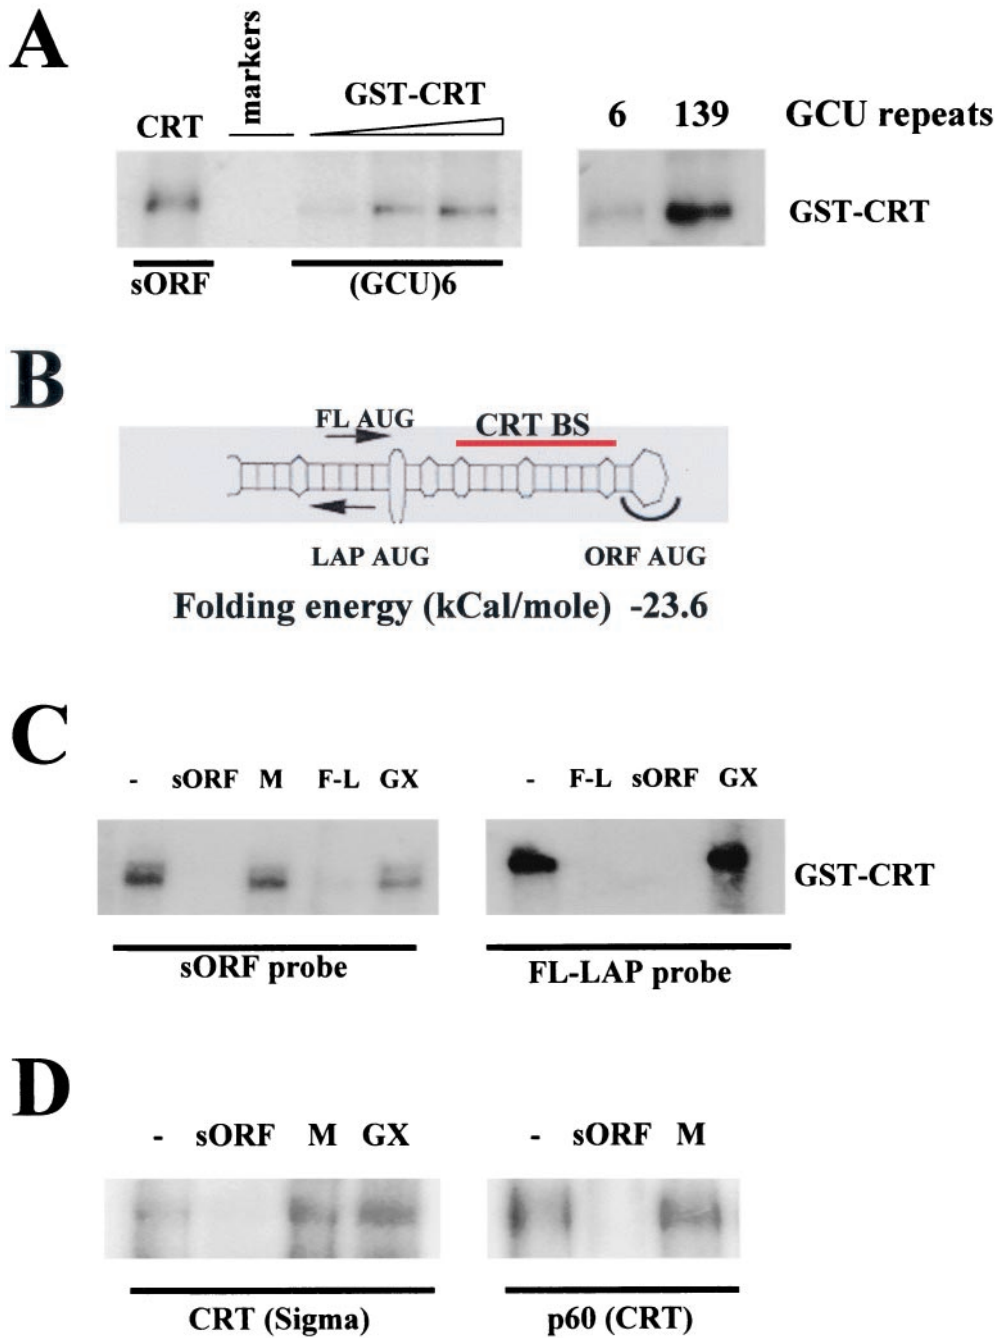 A
markers
GST-CRT
CRT
6 139 GCU repeats
GST-CRT
sORF
(GCU)6
B
FL AUG
CRT BS
LAP AUG
ORF AUG
Folding energy (kCal/mole) -23.6
C
- sORF M F-L GX
- F-L sORF GX
GST-CRT
sORF probe
FL-LAP probe
D
- sORF M GX
- sORF M
CRT (Sigma)
p60 (CRT)